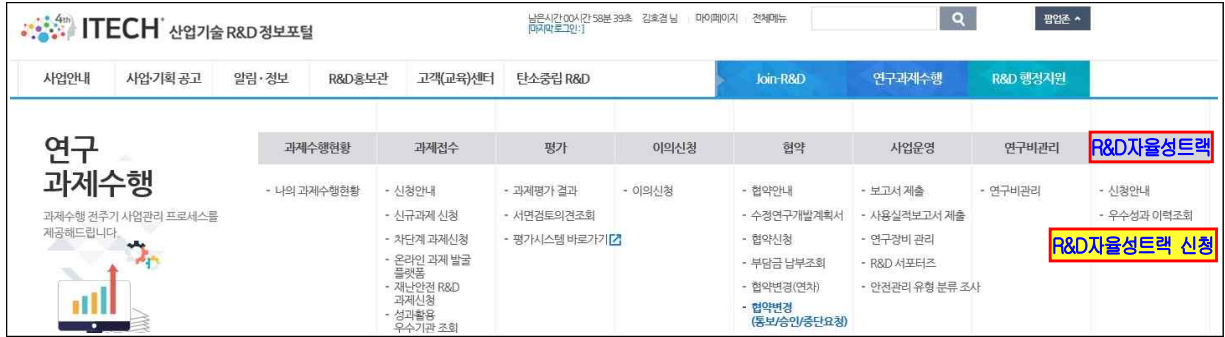 4th ITECH 산업기술 R&D 정보포털
남은시간 00시간 58분 39초 김효겸 님 마이페이지 전체메뉴
[마지막로그인: ]
팝업존
사업안내 사업·기획 공고 알림·정보 R&D홍보관 고객(교육)센터 탄소중립 R&D Join-R&D 연구과제수행 R&D 행정지원
연구
과제수행
과제수행 전주기 사업관리 프로세스를
제공해드립니다.
과제수행현황
- 나의 과제수행현황
과제접수
- 신청안내
- 신규과제 신청
- 차단계 과제신청
- 온라인 과제 발굴
플랫폼
- 재난안전 R&D
과제신청
- 성과활용
우수기관 조회
평가
- 과제평가 결과
- 서면검토의견조회
- 평가시스템 바로가기
이의신청
- 이의신청
협약
- 협약안내
- 수정연구개발계획서
- 협약신청
- 부담금 납부조회
- 협약변경(연차)
- 협약변경
(통보/승인/중단요청)
사업운영
- 보고서 제출
- 사용실적보고서 제출
- 연구장비 관리
- R&D 서포터즈
- 안전관리 유형 분류 조사
연구비관리
- 연구비관리
R&D자율성트랙
- 신청안내
- 우수성과 이력조회
R&D자율성트랙 신청